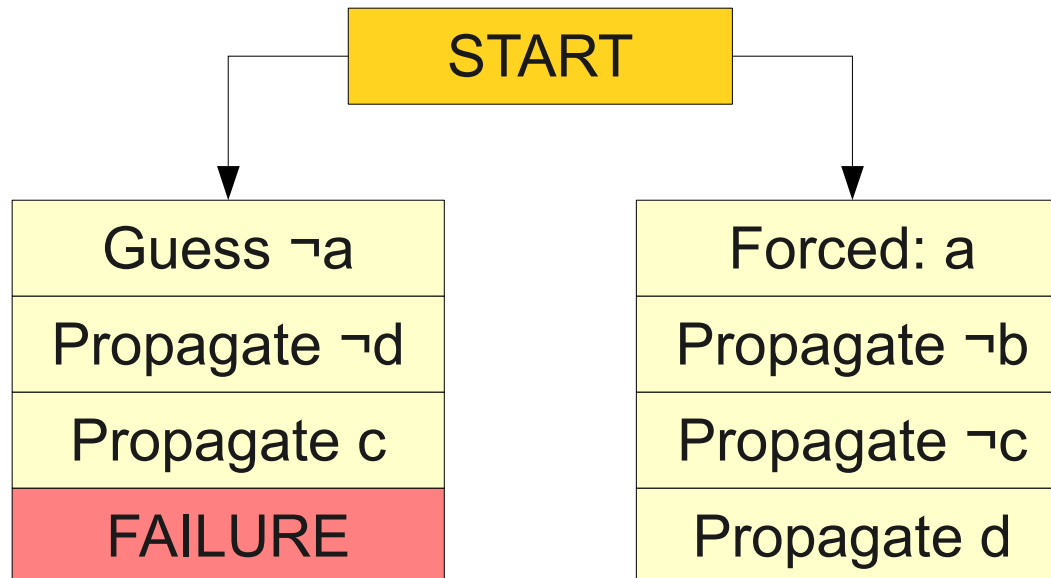 START
Guess ¬a
Propagate ¬d
Propagate c
FAILURE
Forced: a
Propagate ¬b
Propagate ¬c
Propagate d